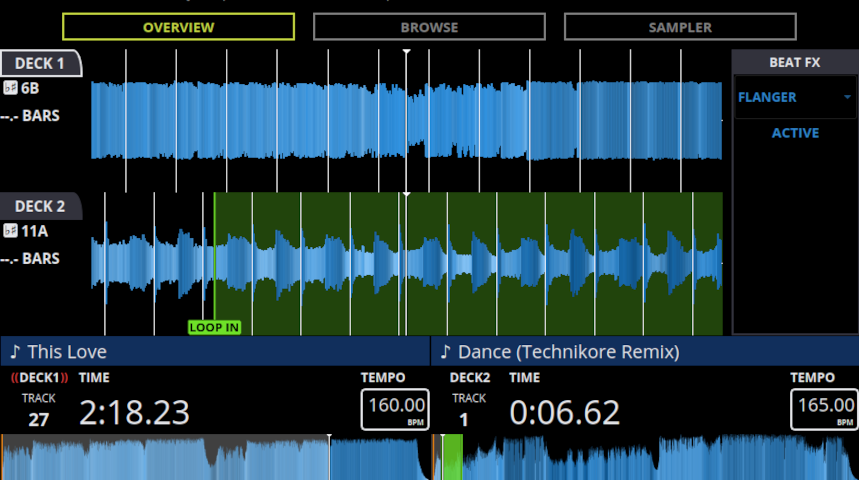 OVERVIEW BROWSE SAMPLER
DECK 1
6B
--.- BARS
BEAT FX
FLANGER
ACTIVE
DECK 2
11A
--.- BARS
LOOP IN
♪ This Love ♪ Dance (Technikore Remix)
((DECK1)) TIME TEMPO DECK2 TIME TEMPO
TRACK 27 2:18.23 160.00 BPM TRACK 1 0:06.62 165.00 BPM